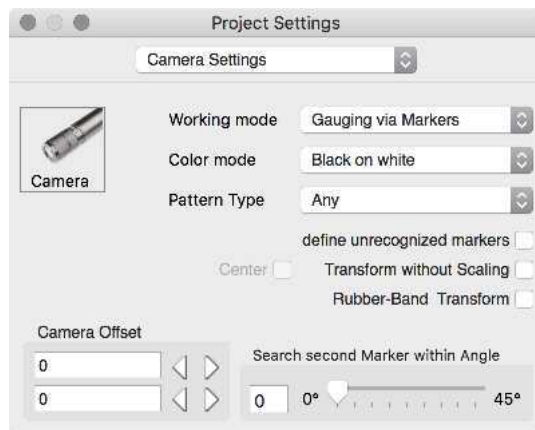 Project Settings
Camera Settings
Working mode Gauging via Markers
Camera
Color mode Black on white
Pattern Type Any
define unrecognized markers
Center Transform without Scaling
Rubber-Band Transform
Camera Offset
Search second Marker within Angle
0
0
0 0° 45°